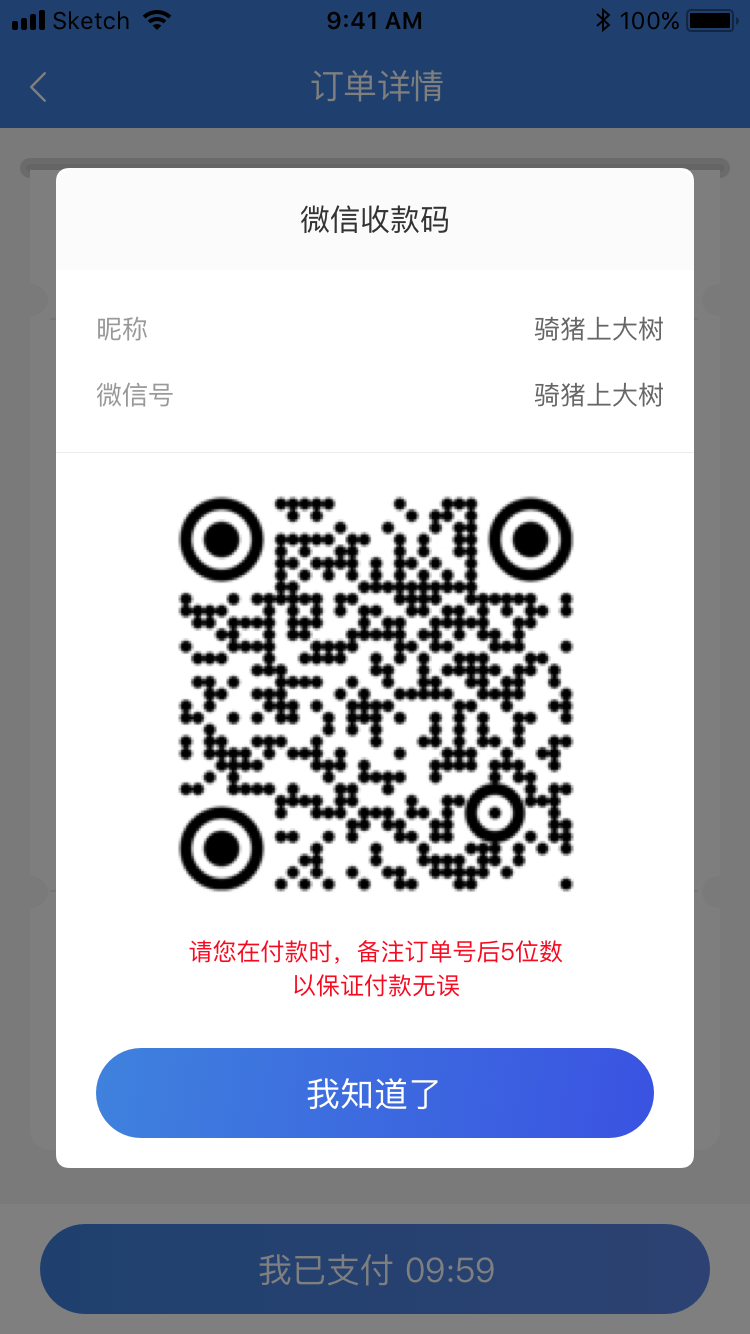 Sketch 9:41 AM 100%
订单详情
微信收款码
昵称 骑猪上大树
微信号 骑猪上大树
请您在付款时，备注订单号后5位数
以保证付款无误
我知道了
我已支付 09:59